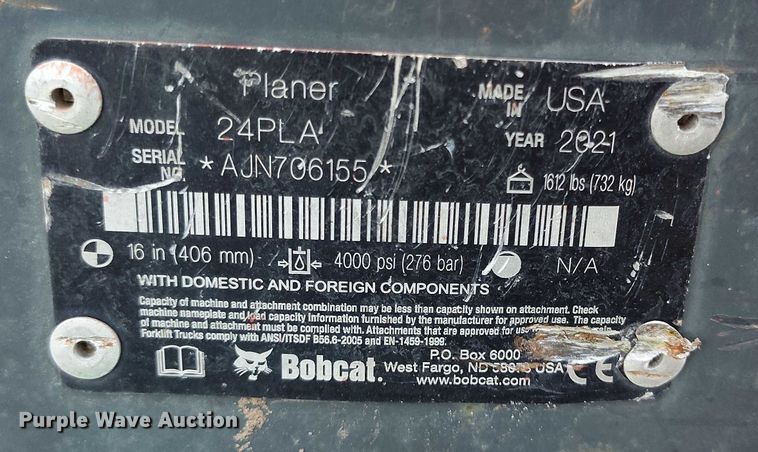 Planer
MADE IN USA
MODEL 24PLA
YEAR 2021
SERIAL NO. *AJN706155*
1612 lbs (732 kg)
16 in (406 mm) 4000 psi (276 bar) N/A
WITH DOMESTIC AND FOREIGN COMPONENTS
Capacity of machine and attachment combination may be less than capacity shown on attachment. Check
machine nameplate and load capacity information furnished by the manufacturer for approved use. The capacity
of machine and attachment must be complied with. Attachments that are approved for use
Forklift Trucks comply with ANSI/ITSDF B56.6-2005 and EN-1459-1999.
Bobcat.
P.O. Box 6000
West Fargo, ND USA
www.bobcat.com
CE
Purple Wave Auction